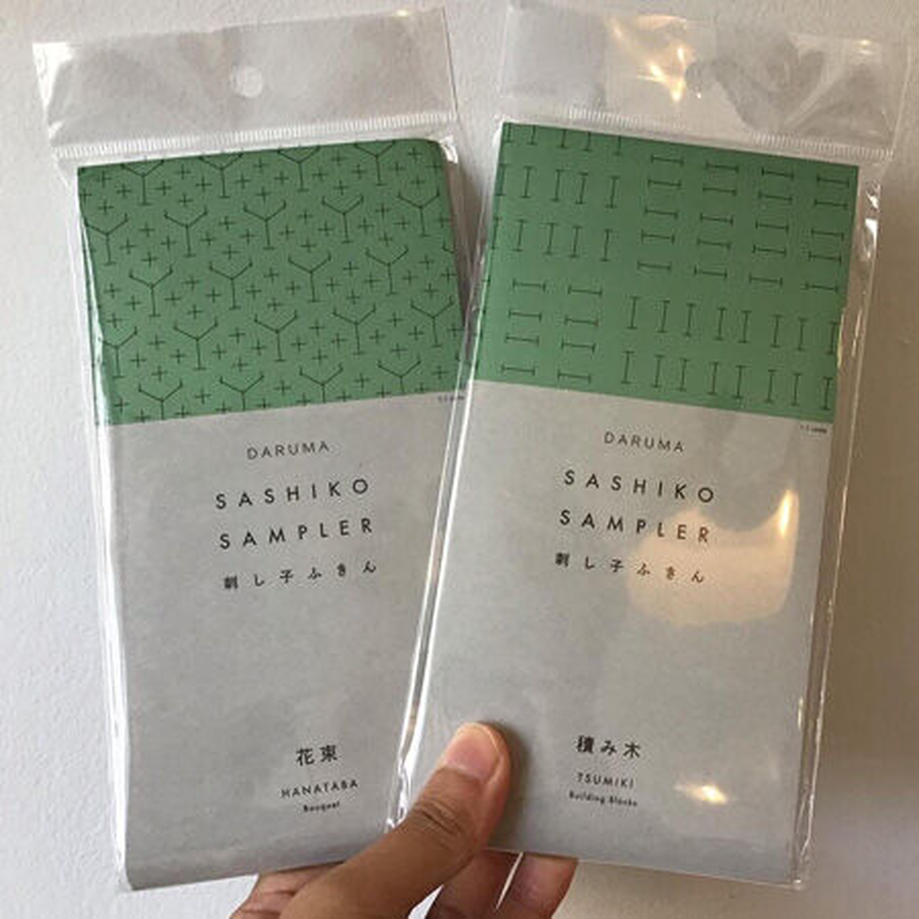 DARUMA
SASHIKO
SAMPLER
刺し子ふきん
花束
HANATABA
Bouquet
DARUMA
SASHIKO
SAMPLER
刺し子ふきん
積み木
TSUMIKI
Building Blocks